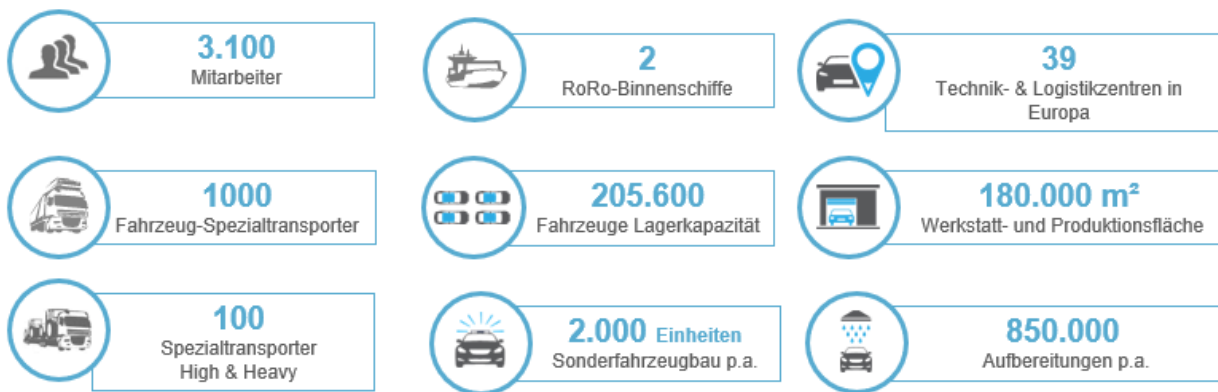 3.100
Mitarbeiter
2
RoRo-Binnenschiffe
39
Technik- & Logistikzentren in
Europa
1000
Fahrzeug-Spezialtransporter
205.600
Fahrzeuge Lagerkapazität
180.000 m²
Werkstatt- und Produktionsfläche
100
Spezialtransporter
High & Heavy
2.000 Einheiten
Sonderfahrzeugbau p.a.
850.000
Aufbereitungen p.a.